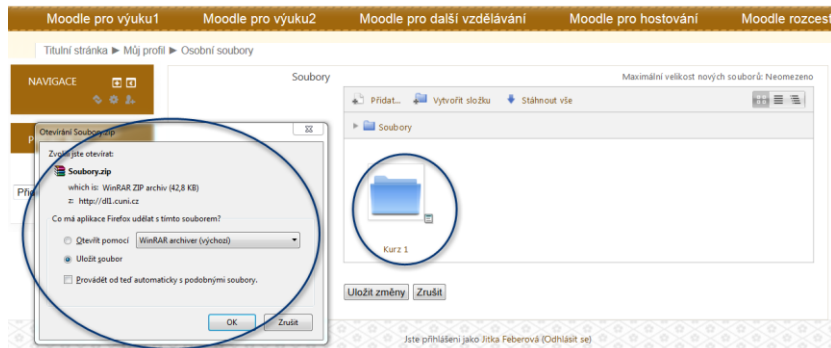 Moodle pro výuku1 Moodle pro výuku2 Moodle pro další vzdělávání Moodle pro hostování Moodle rozcest
Titulní stránka ► Můj profil ► Osobní soubory
NAVIGACE
Soubory
Maximální velikost nových souborů: Neomezeno
Přidat... Vytvořit složku Stáhnout vše
Soubory
Kurz 1
Otevírání Soubory.zip
Zvolili jste otevírat:
Soubory.zip
which is: WinRAR ZIP archiv (42,8 KB)
z: http://dl1.cuni.cz
Co má aplikace Firefox udělat s tímto souborem?
Otevřít pomocí WinRAR archiver (výchozí)
Uložit soubor
Provádět od teď automaticky s podobnými soubory.
OK Zrušit
Uložit změny Zrušit
Jste přihlášeni jako Jitka Feberová (Odhlásit se)